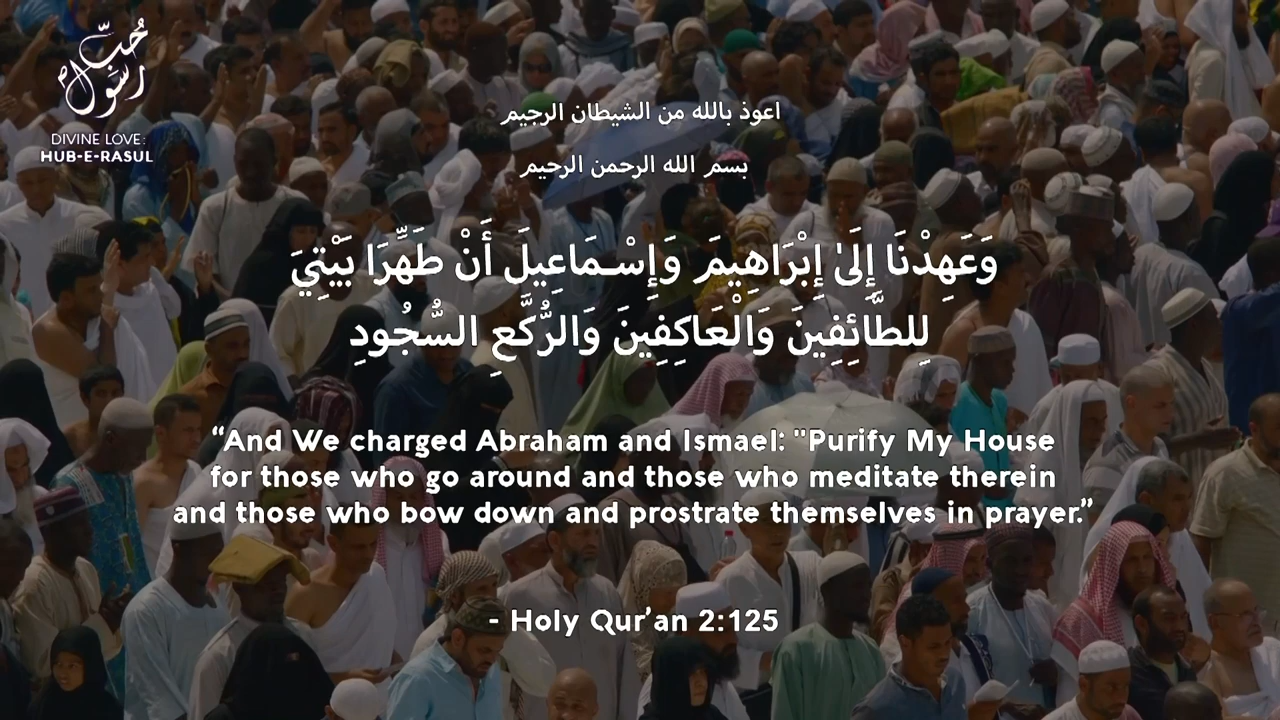 حُبِّ رسُول
DIVINE LOVE:
HUB-E-RASUL
اعوذ بالله من الشيطان الرجيم
بسم الله الرحمن الرحيم
وَعَهِدْنَا إِلَىٰ إِبْرَاهِيمَ وَإِسْمَاعِيلَ أَنْ طَهِّرَا بَيْتِيَ
لِلطَّائِفِينَ وَالْعَاكِفِينَ وَالرُّكَّعِ السُّجُودِ
“And We charged Abraham and Ismael: "Purify My House
for those who go around and those who meditate therein
and those who bow down and prostrate themselves in prayer.”
- Holy Qur’an 2:125